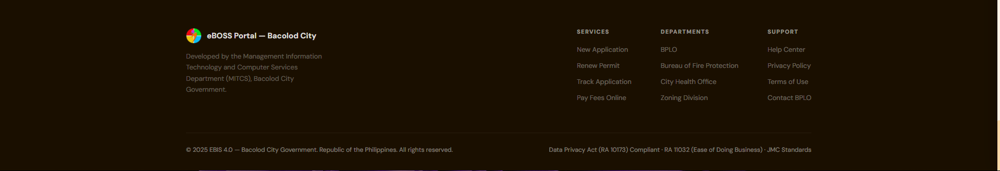 eBOSS Portal — Bacolod City
Developed by the Management Information
Technology and Computer Services
Department (MITCS), Bacolod City
Government.
SERVICES
New Application
Renew Permit
Track Application
Pay Fees Online
DEPARTMENTS
BPLO
Bureau of Fire Protection
City Health Office
Zoning Division
SUPPORT
Help Center
Privacy Policy
Terms of Use
Contact BPLO
© 2025 EBIS 4.0 — Bacolod City Government. Republic of the Philippines. All rights reserved.
Data Privacy Act (RA 10173) Compliant · RA 11032 (Ease of Doing Business) · JMC Standards